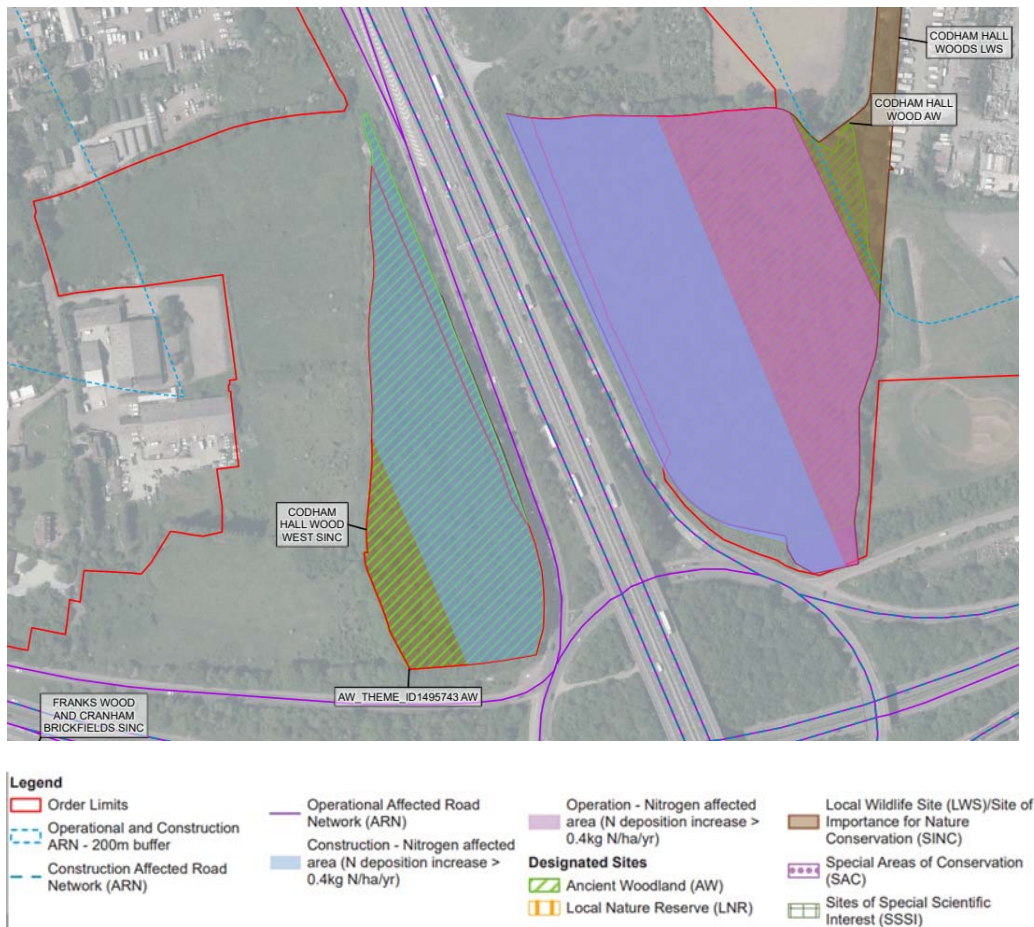 CODHAM HALL
WOODS LWS
CODHAM HALL
WOOD AW
CODHAM
HALL WOOD
WEST SINC
AW_THEME_ID1495743 AW
FRANKS WOOD
AND CRANHAM
BRICKFIELDS SINC
Legend
Order Limits
Operational and Construction
ARN - 200m buffer
Construction Affected Road
Network (ARN)
Operational Affected Road
Network (ARN)
Construction - Nitrogen affected
area (N deposition increase >
0.4kg N/ha/yr)
Operation - Nitrogen affected
area (N deposition increase >
0.4kg N/ha/yr)
Designated Sites
Ancient Woodland (AW)
Local Nature Reserve (LNR)
Local Wildlife Site (LWS)/Site of
Importance for Nature
Conservation (SINC)
Special Areas of Conservation
(SAC)
Sites of Special Scientific
Interest (SSSI)